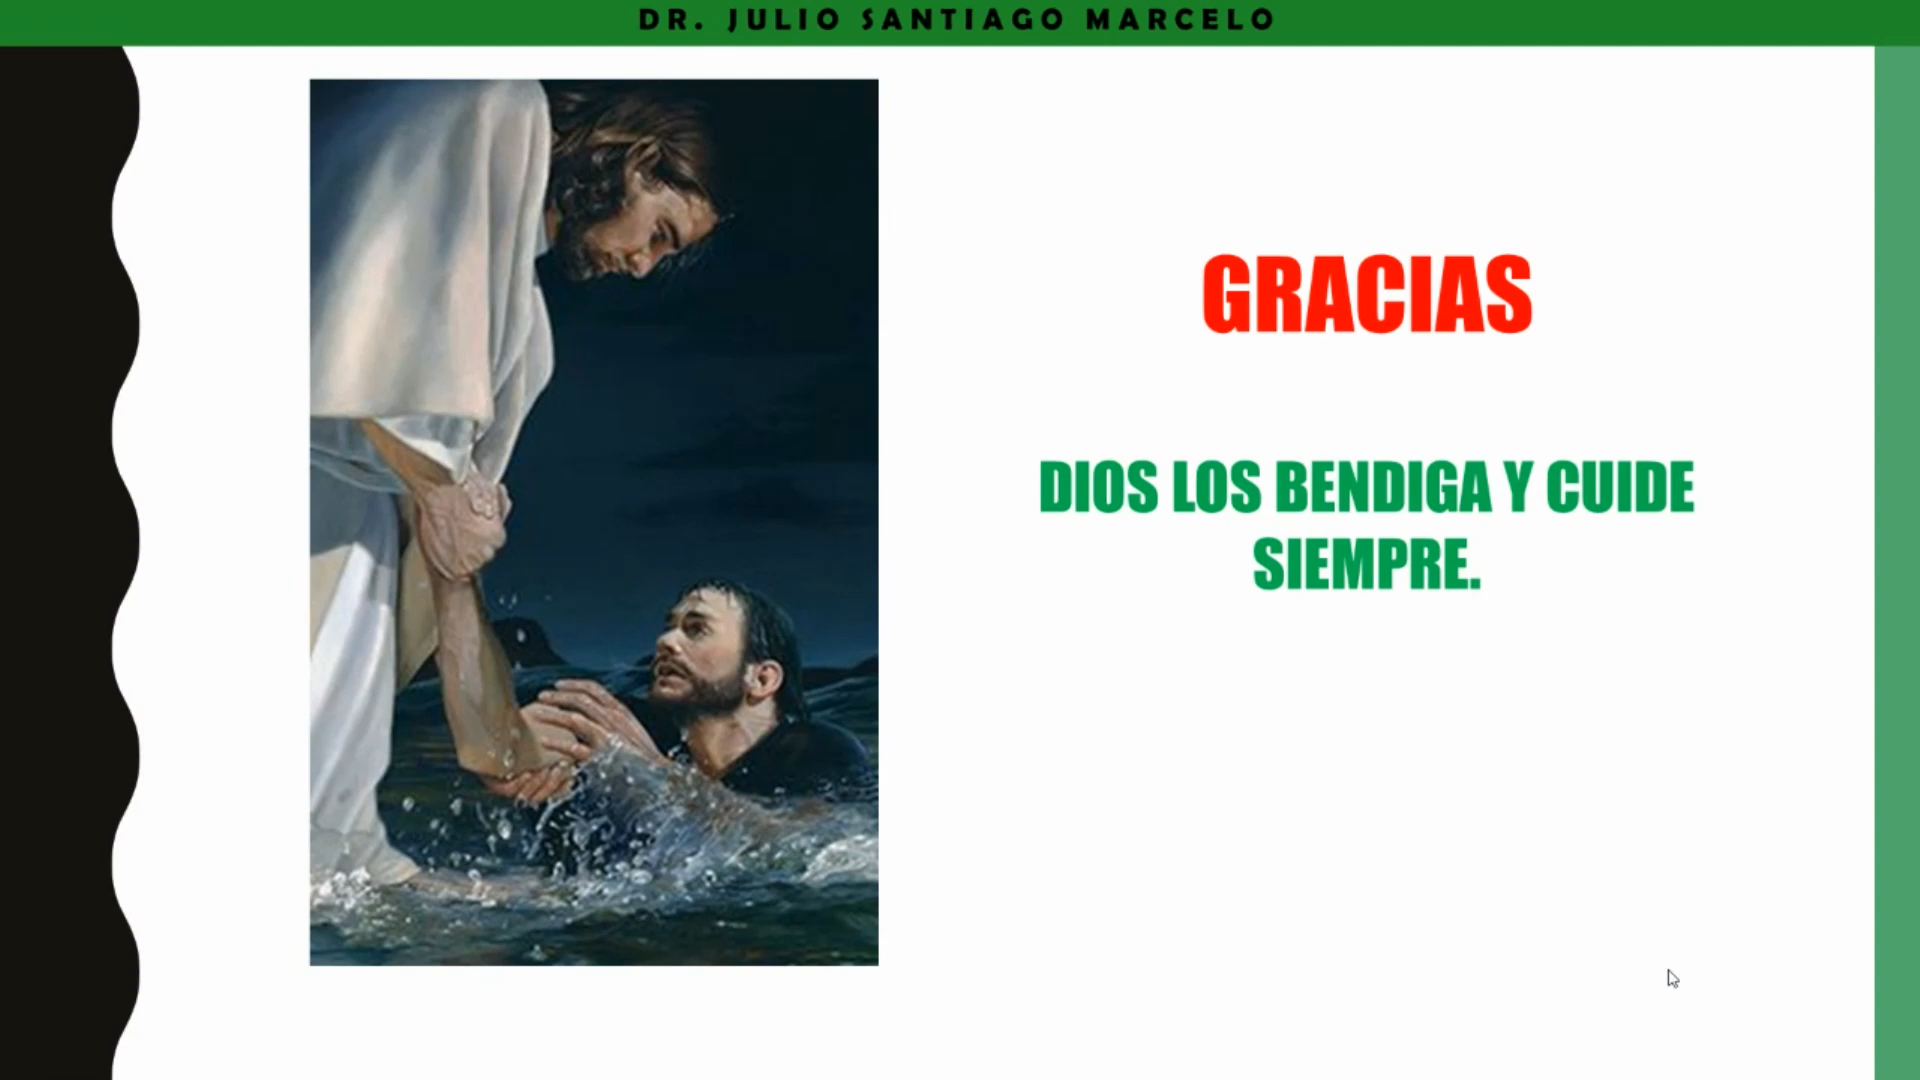 DR. JULIO SANTIAGO MARCELO
GRACIAS
DIOS LOS BENDIGA Y CUIDE
SIEMPRE.